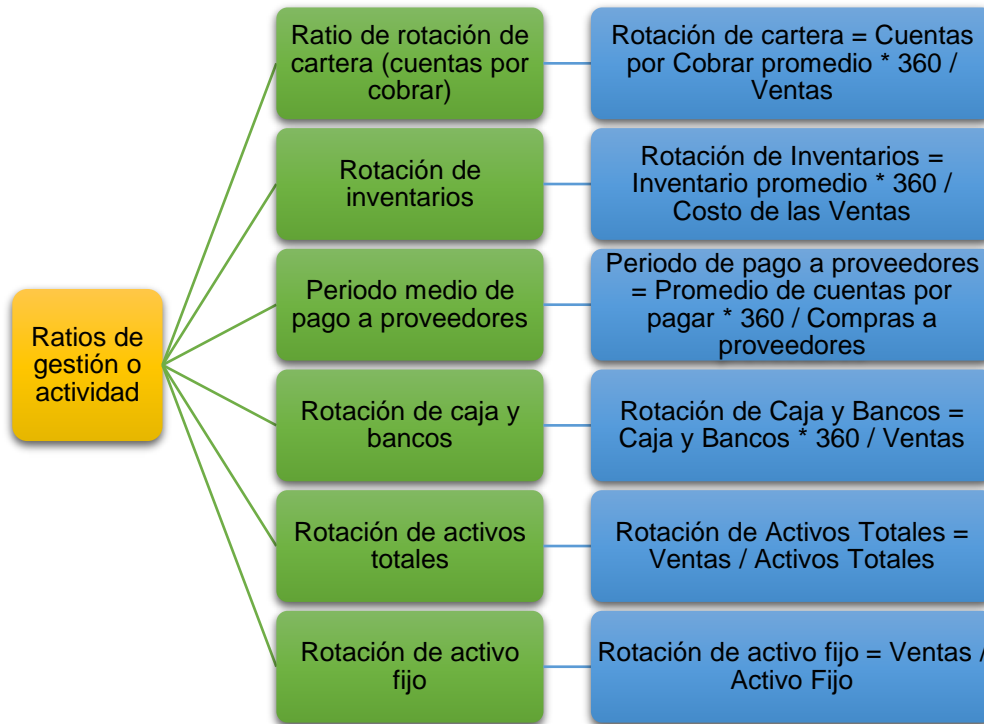 Ratios de
gestión o
actividad
Ratio de rotación de
cartera (cuentas por
cobrar)
Rotación de cartera = Cuentas
por Cobrar promedio * 360 /
Ventas
Rotación de
inventarios
Rotación de Inventarios =
Inventario promedio * 360 /
Costo de las Ventas
Periodo medio de
pago a proveedores
Periodo de pago a proveedores
= Promedio de cuentas por
pagar * 360 / Compras a
proveedores
Rotación de caja y
bancos
Rotación de Caja y Bancos =
Caja y Bancos * 360 / Ventas
Rotación de activos
totales
Rotación de Activos Totales =
Ventas / Activos Totales
Rotación de activo
fijo
Rotación de activo fijo = Ventas /
Activo Fijo